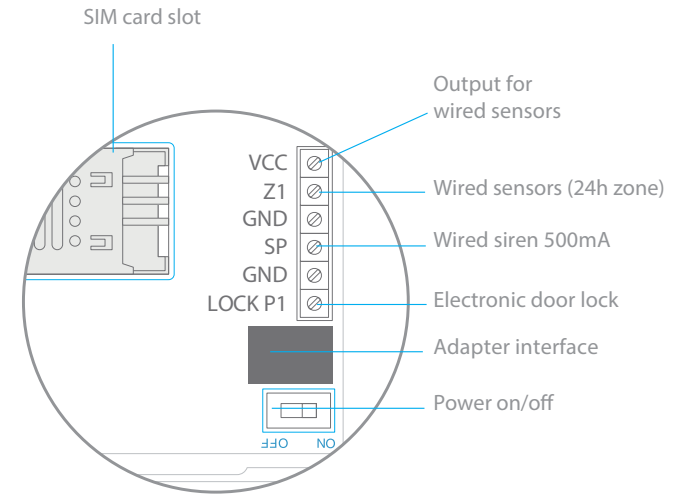 SIM card slot
Output for
wired sensors
VCC
Z1
Wired sensors (24h zone)
GND
SP
Wired siren 500mA
GND
LOCK P1
Electronic door lock
Adapter interface
Power on/off
OFF
ON